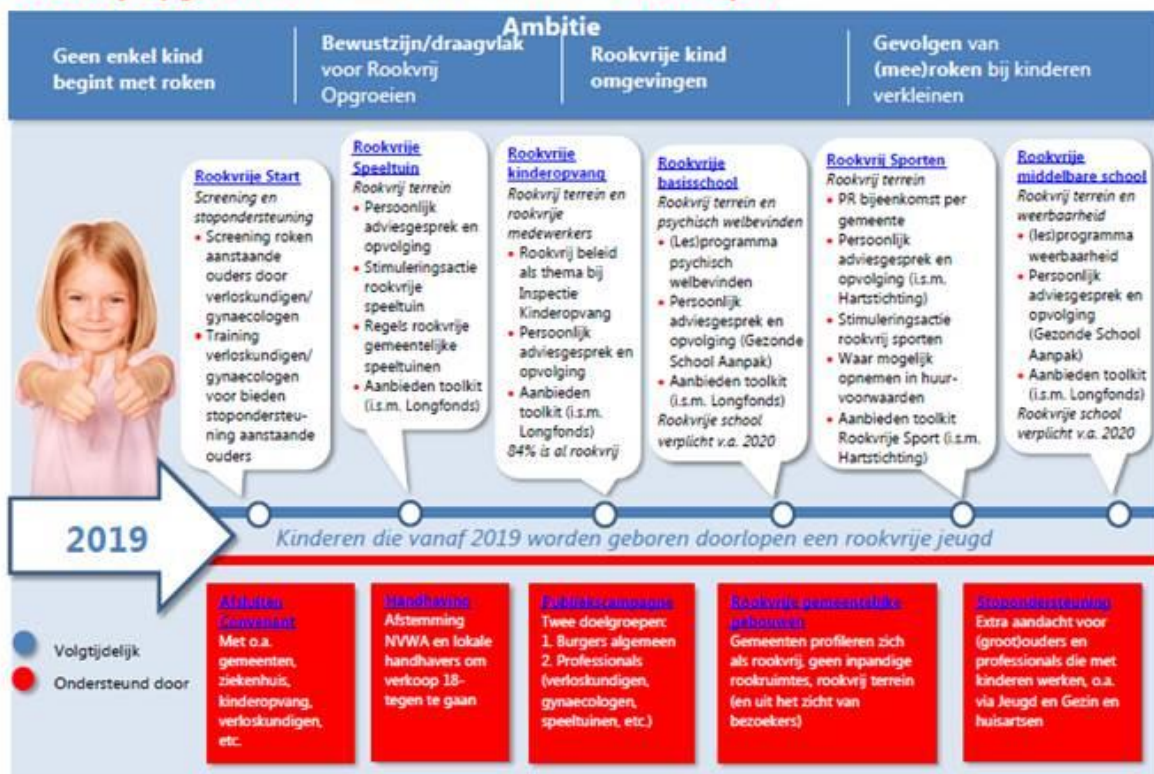 Ambitie
Geen enkel kind
begint met roken
Bewustzijn/draagvlak
voor Rookvrij
Opgroeien
Rookvrije kind
omgevingen
Gevolgen van
(mee)roken bij kinderen
verkleinen
Rookvrije Start
Screening en
stopondersteuning
• Screening roken
aanstaande
ouders door
verloskundigen/
gynaecologen
• Training
verloskundigen/
gynaecologen
voor bieden
stopondersteu-
ning aanstaande
ouders
Rookvrije
Speeltuin
Rookvrij terrein
• Persoonlijk
adviesgesprek en
opvolging
• Stimuleringsactie
rookvrije
speeltuin
• Regels rookvrije
gemeentelijke
speeltuinen
• Aanbieden toolkit
(i.s.m. Longfonds)
Rookvrije
kinderopvang
Rookvrij terrein en
rookvrije
medewerkers
• Rookvrij beleid
als thema bij
Inspectie
Kinderopvang
• Persoonlijk
adviesgesprek en
opvolging
• Aanbieden
toolkit (i.s.m.
Longfonds)
84% is al rookvrij
Rookvrije
basisschool
Rookvrij terrein en
psychisch welbevinden
• (Les)programma
psychisch
welbevinden
• Persoonlijk
adviesgesprek en
opvolging (Gezonde
School Aanpak)
• Aanbieden toolkit
(i.s.m. Longfonds)
Rookvrije school
verplicht v.a. 2020
Rookvrij Sporten
Rookvrij terrein
• PR bijeenkomst per
gemeente
• Persoonlijk
adviesgesprek en
opvolging (i.s.m.
Hartstichting)
• Stimuleringsactie
rookvrij sporten
• Waar mogelijk
opnemen in huur-
voorwaarden
• Aanbieden toolkit
Rookvrije Sport (i.s.m.
Hartstichting)
Rookvrije
middelbare school
Rookvrij terrein en
weerbaarheid
• (les)programma
weerbaarheid
• Persoonlijk
adviesgesprek en
opvolging
(Gezonde School
Aanpak)
• Aanbieden toolkit
(i.s.m. Longfonds)
Rookvrije school
verplicht v.a. 2020
2019
Kinderen die vanaf 2019 worden geboren doorlopen een rookvrije jeugd
Volgtijdelijk
Ondersteund door
Afsluiten
Convenant
Met o.a.
gemeenten,
ziekenhuis,
kinderopvang,
verloskundigen,
etc.
Handhaving
Afstemming
NVWA en lokale
handhavers om
verkoop 18-
tegen te gaan
Publiekscampagne
Twee doelgroepen:
1. Burgers algemeen
2. Professionals
(verloskundigen,
gynaecologen,
speeltuinen, etc.)
Rookvrije gemeentelijke
gebouwen
Gemeenten profileren zich
als rookvrij, geen inpandige
rookruimtes, rookvrij terrein
(en uit het zicht van
bezoekers)
Stopondersteuning
Extra aandacht voor
(groot)ouders en
professionals die met
kinderen werken, o.a.
via Jeugd en Gezin en
huisartsen